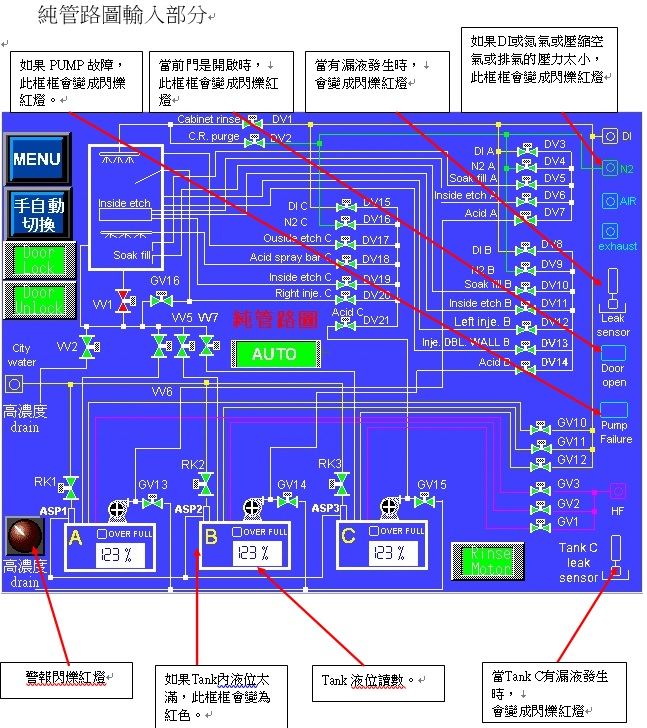 純管路圖輸入部分
如果 PUMP 故障，
此框框會變成閃爍
紅燈。
當前門是開啟時，
此框框會變成閃爍紅
燈
當有漏液發生時，
會變成閃爍紅燈
如果DI或氮氣或壓縮空
氣或排氣的壓力太小，
此框框會變成閃爍紅燈
Cabinet rinse
DV1
C.R. purge
DV2
MENU
手自動
切換
Door
Lock
Door
Unlock
Inside etch
Soak fill
VV1
GV16
DI C
DV15
N2 C
DV16
Ouside etch C
DV17
Acid spray bar C
DV18
Inside etch C
DV19
Right inje. C
DV20
Acid C
DV21
DI A
DV3
N2 A
DV4
Soak fill A
DV5
Inside etch A
DV6
Acid A
DV7
DI B
DV8
N2 B
DV9
Soak fill B
DV10
Inside etch B
DV11
Left inje. B
DV12
Inje. DBL. WALL B
DV13
Acid B
DV14
DI
N2
AIR
exhaust
Leak
sensor
Door
open
Pump
Failure
純管路圖
AUTO
VV2
VV5
VV7
VV6
City
water
高濃度
drain
GV10
GV11
GV12
GV3
GV2
GV1
HF
RK1
GV13
RK2
GV14
RK3
GV15
ASP1
ASP2
ASP3
A
OVER FULL
123 %
B
OVER FULL
123 %
C
OVER FULL
123 %
高濃度
drain
Rinse
Motor
Tank C
leak
sensor
警報閃爍紅燈
如果Tank內液位太
滿，此框框會變為
紅色。
Tank 液位讀數。
當Tank C有漏液發生
時，
會變成閃爍紅燈